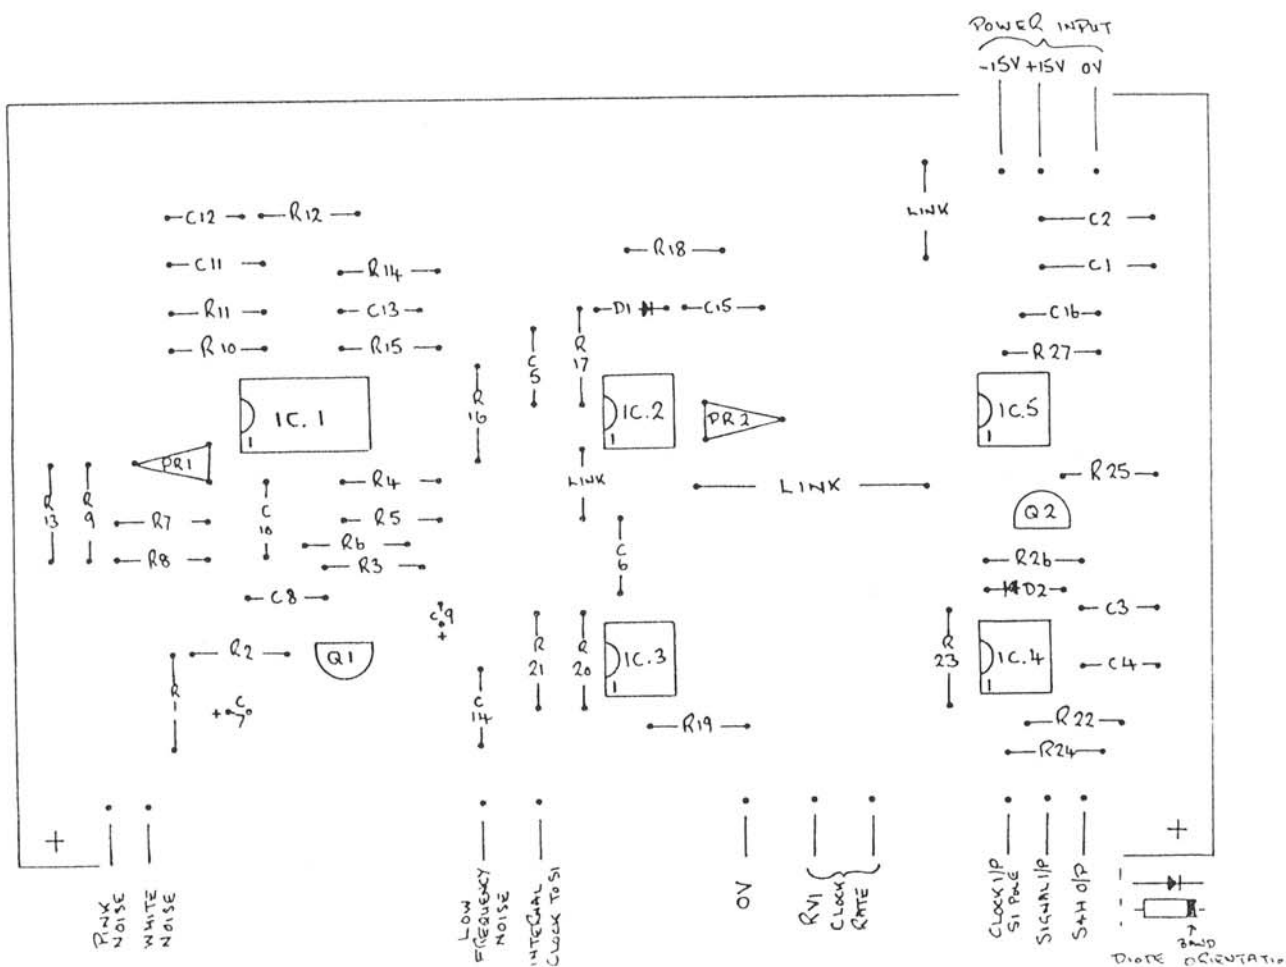 POWER INPUT
-15V +15V 0V
LINK
C12 R12
C2
R18
C11 R14
C1
R11 C13
D1 C15
C16
R10 R15
C5
R17
R27
R16
IC.1
1
IC.2
1
PR2
IC.5
1
PR1
R13
R9
R4
C10
LINK
LINK
R25
R7
R5
Q2
R6
R8
R3
C6
R26
D2
C8
C9
+
C3
R2
Q1
R21
R20
IC.3
1
R23
IC.4
1
C4
R1
+ C7
C14
R19
R22
R24
+
+
PINK
NOISE
WHITE
NOISE
LOW
FREQUENCY
NOISE
INTERNAL
CLOCK TO S1
0V
RV1
CLOCK
RATE
CLOCK I/P
S1 POLE
SIGNAL I/P
S+H O/P
BAND
DIODE ORIENTATIO